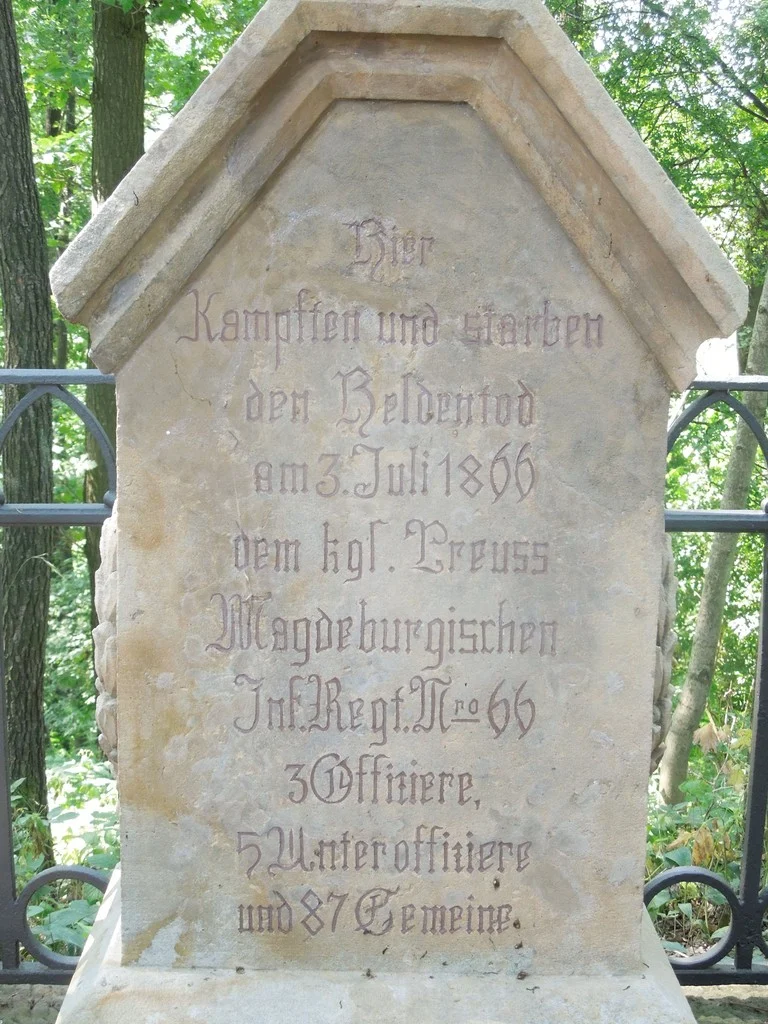 Hier
Kampften und starben
den Heldentod
am 3. Juli 1866
dem kgl. Preuss
Magdeburgischen
Inf. Regt. Nro 66
3 Offiziere,
5 Unteroffiziere
und 87 Gemeine.